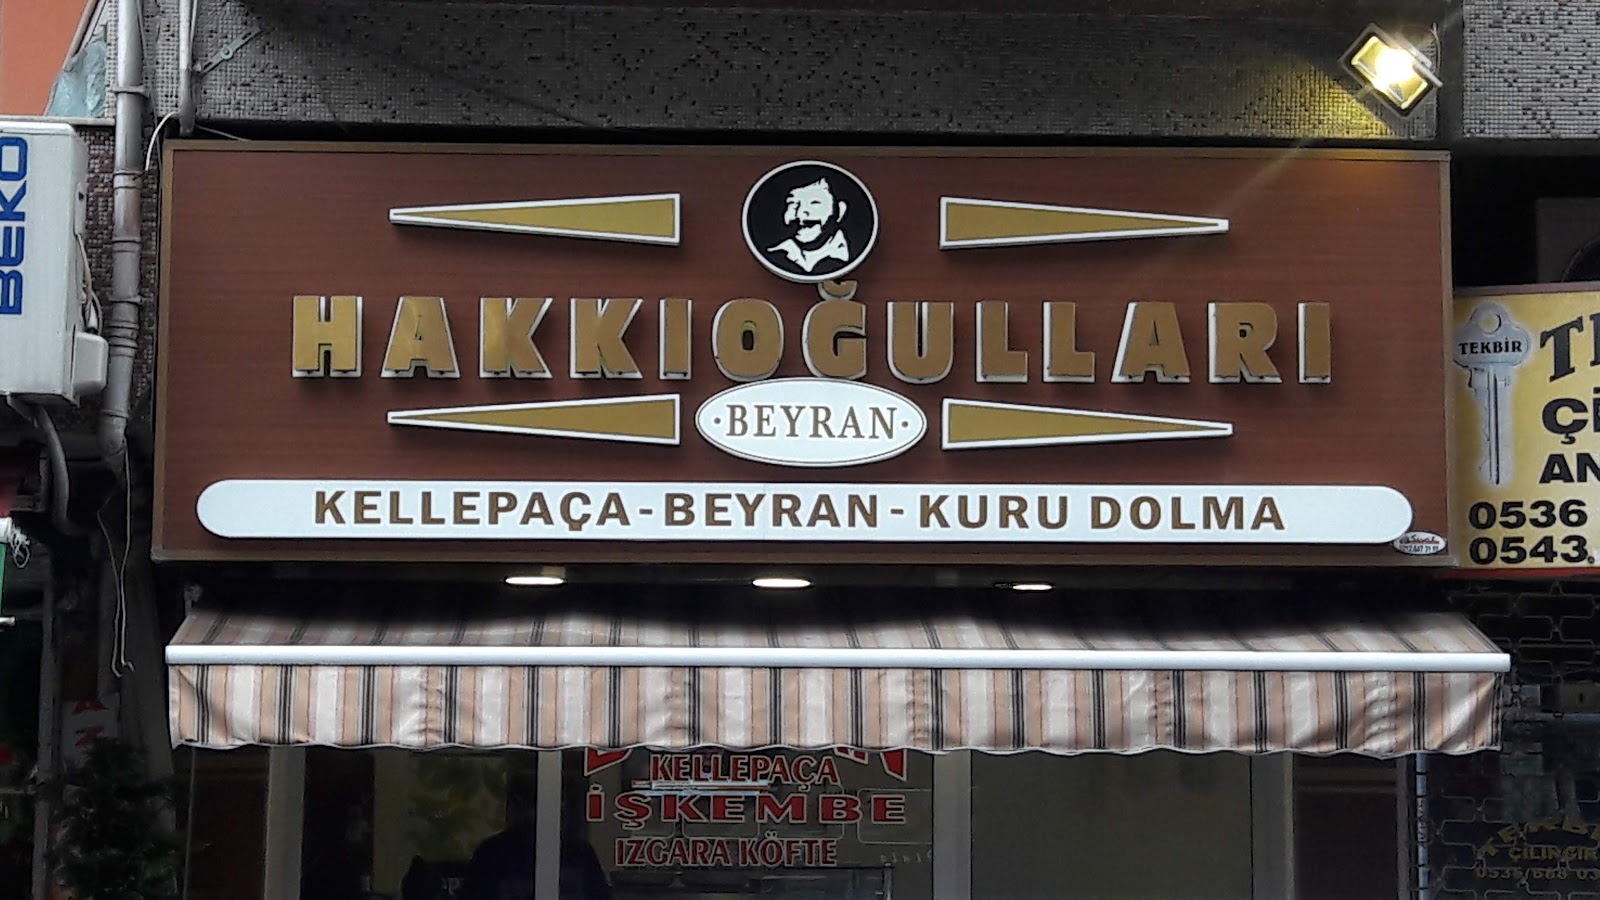 BEKO
HAKKIOĞULLARI
·BEYRAN·
KELLEPAÇA-BEYRAN-KURU DOLMA
TEKBİR
0536
0543
KELLEPAÇA
İŞKEMBE
IZGARA KÖFTE